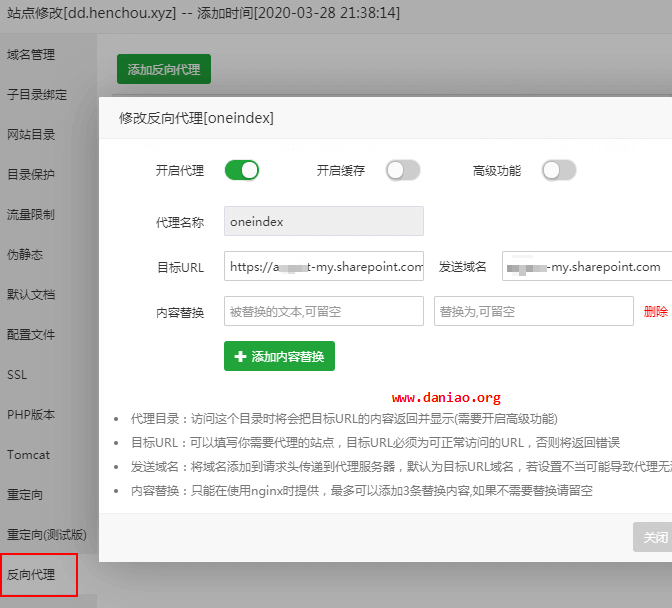 站点修改[dd.henchou.xyz] -- 添加时间[2020-03-28 21:38:14]
域名管理
子目录绑定
网站目录
目录保护
流量限制
伪静态
默认文档
配置文件
SSL
PHP版本
Tomcat
重定向
重定向(测试版)
反向代理
添加反向代理
修改反向代理[oneindex]
开启代理 开启缓存 高级功能
代理名称 oneindex
目标URL https://a t-my.sharepoint.com 发送域名 -my.sharepoint.com
内容替换 被替换的文本,可留空 替换为,可留空 删除
添加内容替换
www.daniao.org
代理目录：访问这个目录时将会把目标URL的内容返回并显示(需要开启高级功能)
目标URL：可以填写你需要代理的站点，目标URL必须为可正常访问的URL，否则将返回错误
发送域名：将域名添加到请求头传递到代理服务器，默认为目标URL域名，若设置不当可能导致代理无
内容替换：只能在使用nginx时提供，最多可以添加3条替换内容,如果不需要替换请留空
关闭